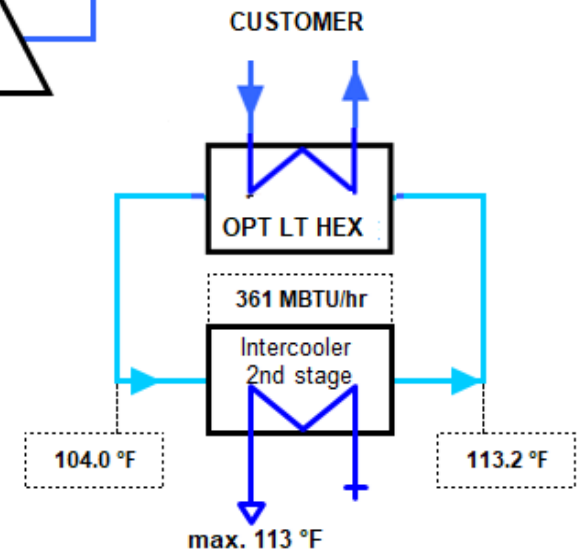 CUSTOMER
OPT LT HEX
361 MBTU/hr
Intercooler
2nd stage
104.0 °F
113.2 °F
max. 113 °F